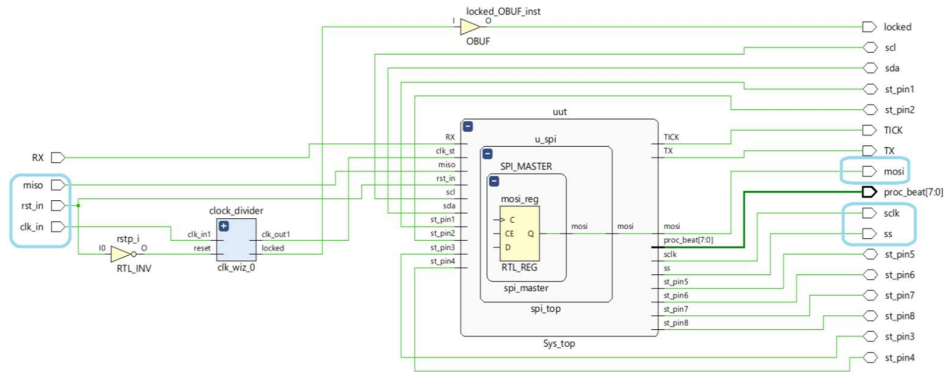 locked_OBUF_inst
I
O
OBUF
locked
scl
sda
st_pin1
st_pin2
TICK
TX
mosi
proc_beat[7:0]
sclk
ss
st_pin5
st_pin6
st_pin7
st_pin8
st_pin3
st_pin4
RX
miso
rst_in
clk_in
rstp_i
I0
O
RTL_INV
clock_divider
clk_in1
reset
clk_out1
locked
clk_wiz_0
uut
RX
clk_st
miso
rst_in
scl
sda
st_pin1
st_pin2
st_pin3
st_pin4
u_spi
SPI_MASTER
mosi_reg
C
CE
D
Q
RTL_REG
mosi
spi_master
mosi
spi_top
TICK
TX
mosi
proc_beat[7:0]
sclk
ss
st_pin5
st_pin6
st_pin7
st_pin8
Sys_top